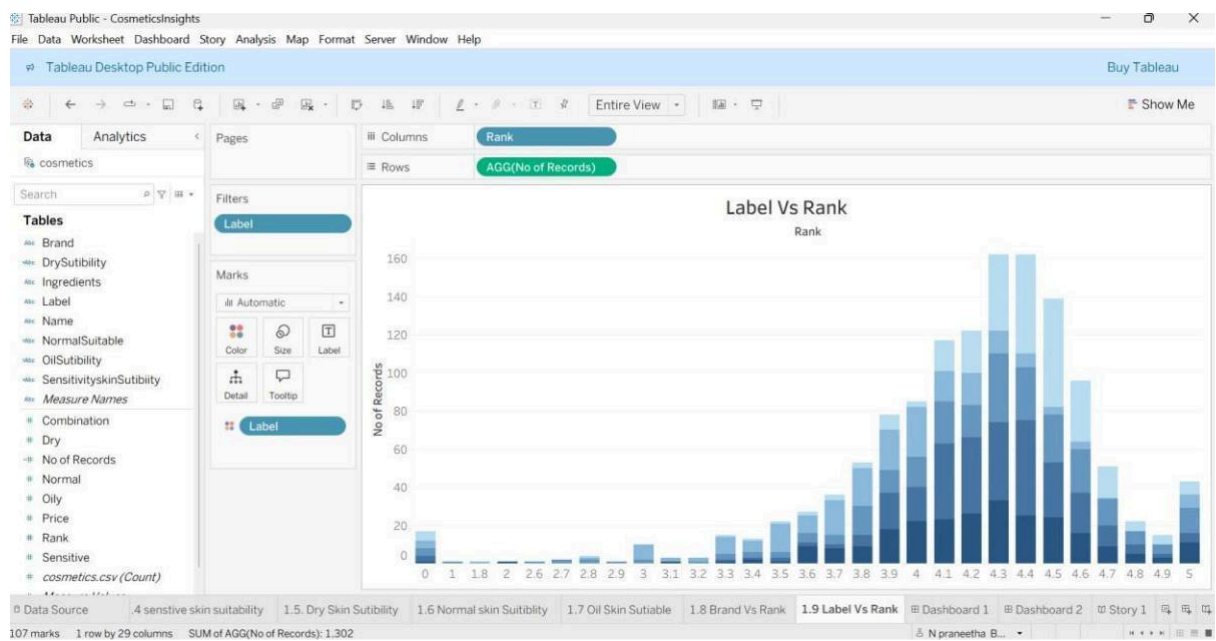 Tableau Public - CosmeticsInsights
File Data Worksheet Dashboard Story Analysis Map Format Server Window Help
Tableau Desktop Public Edition Buy Tableau
Entire View Show Me
Data Analytics Pages Columns Rank
cosmetics Rows AGG(No of Records)
Search
Filters
Label
Tables
Brand
DrySutibility
Ingredients
Label
Name
NormalSuitable
OilSutibility
SensitivityskinSutibiity
Measure Names
Combination
Dry
No of Records
Normal
Oily
Price
Rank
Sensitive
cosmetics.csv (Count)
Marks
Automatic
Color Size Label
Detail Tooltip
Label
Label Vs Rank
Rank
No of Records
160
140
120
100
80
60
40
20
0
0 1 1.8 2 2.6 2.7 2.8 2.9 3 3.1 3.2 3.3 3.4 3.5 3.6 3.7 3.8 3.9 4 4.1 4.2 4.3 4.4 4.5 4.6 4.7 4.8 4.9 5
Data Source .4 senstive skin suitability 1.5. Dry Skin Sutibility 1.6 Normal skin Suitiblity 1.7 Oil Skin Sutiable 1.8 Brand Vs Rank 1.9 Label Vs Rank Dashboard 1 Dashboard 2 Story 1
107 marks 1 row by 29 columns SUM of AGG(No of Records): 1.302 N praneetha B...